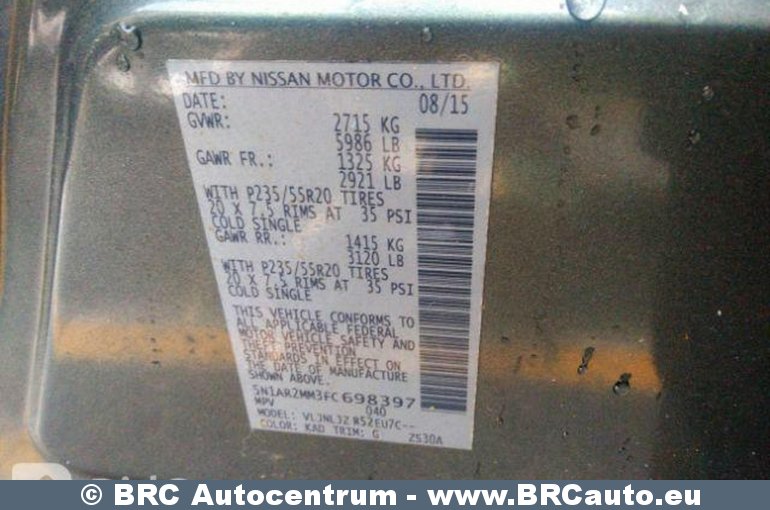 MFD BY NISSAN MOTOR CO., LTD.
DATE: 08/15
GVWR: 2715 KG
5986 LB
GAWR FR.: 1325 KG
2921 LB
WITH P235/55R20 TIRES
20 X 7.5 RIMS AT 35 PSI
COLD SINGLE
GAWR RR.: 1415 KG
3120 LB
WITH P235/55R20 TIRES
20 X 7.5 RIMS AT 35 PSI
COLD SINGLE
THIS VEHICLE CONFORMS TO
ALL APPLICABLE FEDERAL
MOTOR VEHICLE SAFETY AND
THEFT PREVENTION
STANDARDS IN EFFECT ON
THE DATE OF MANUFACTURE
SHOWN ABOVE.
5N1AR2MM3FC698397
MPV 040
MODEL: VLJNL3Z R52EU7C--
COLOR: KAD TRIM: G ZS30A
© BRC Autocentrum - www.BRCauto.eu